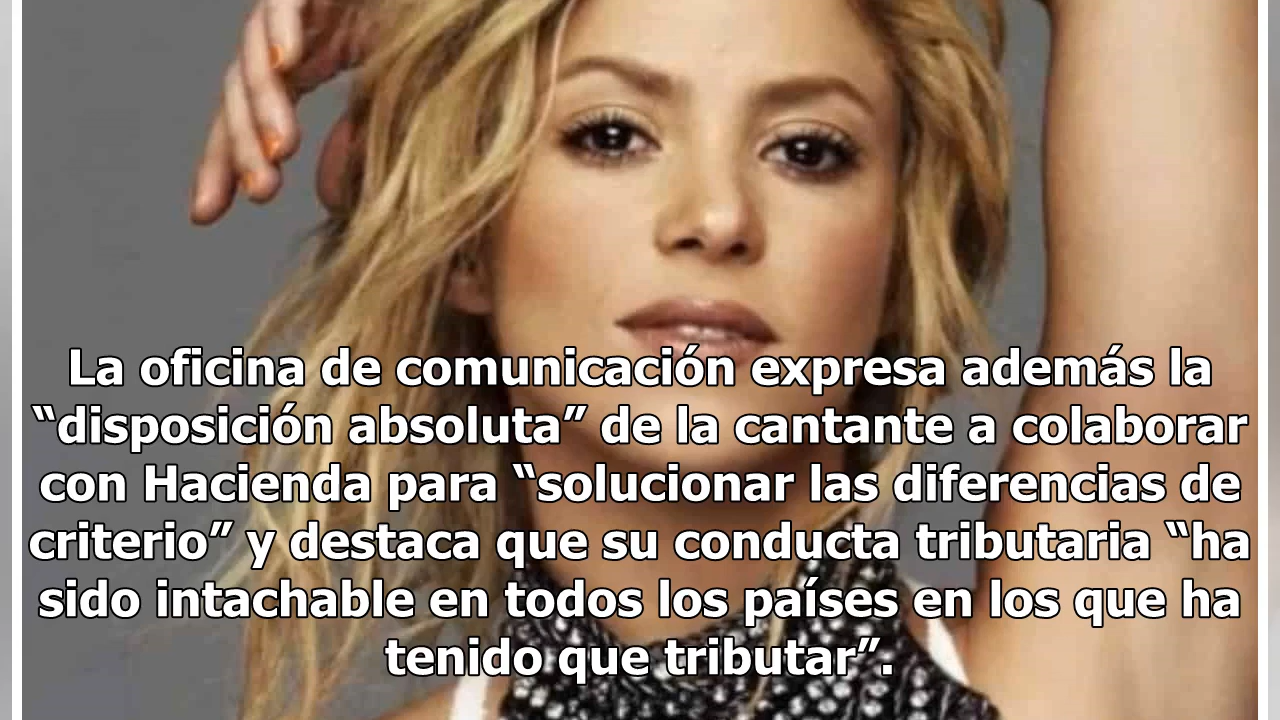 La oficina de comunicación expresa además la
“disposición absoluta” de la cantante a colaborar
con Hacienda para “solucionar las diferencias de
criterio” y destaca que su conducta tributaria “ha
sido intachable en todos los países en los que ha
tenido que tributar”.